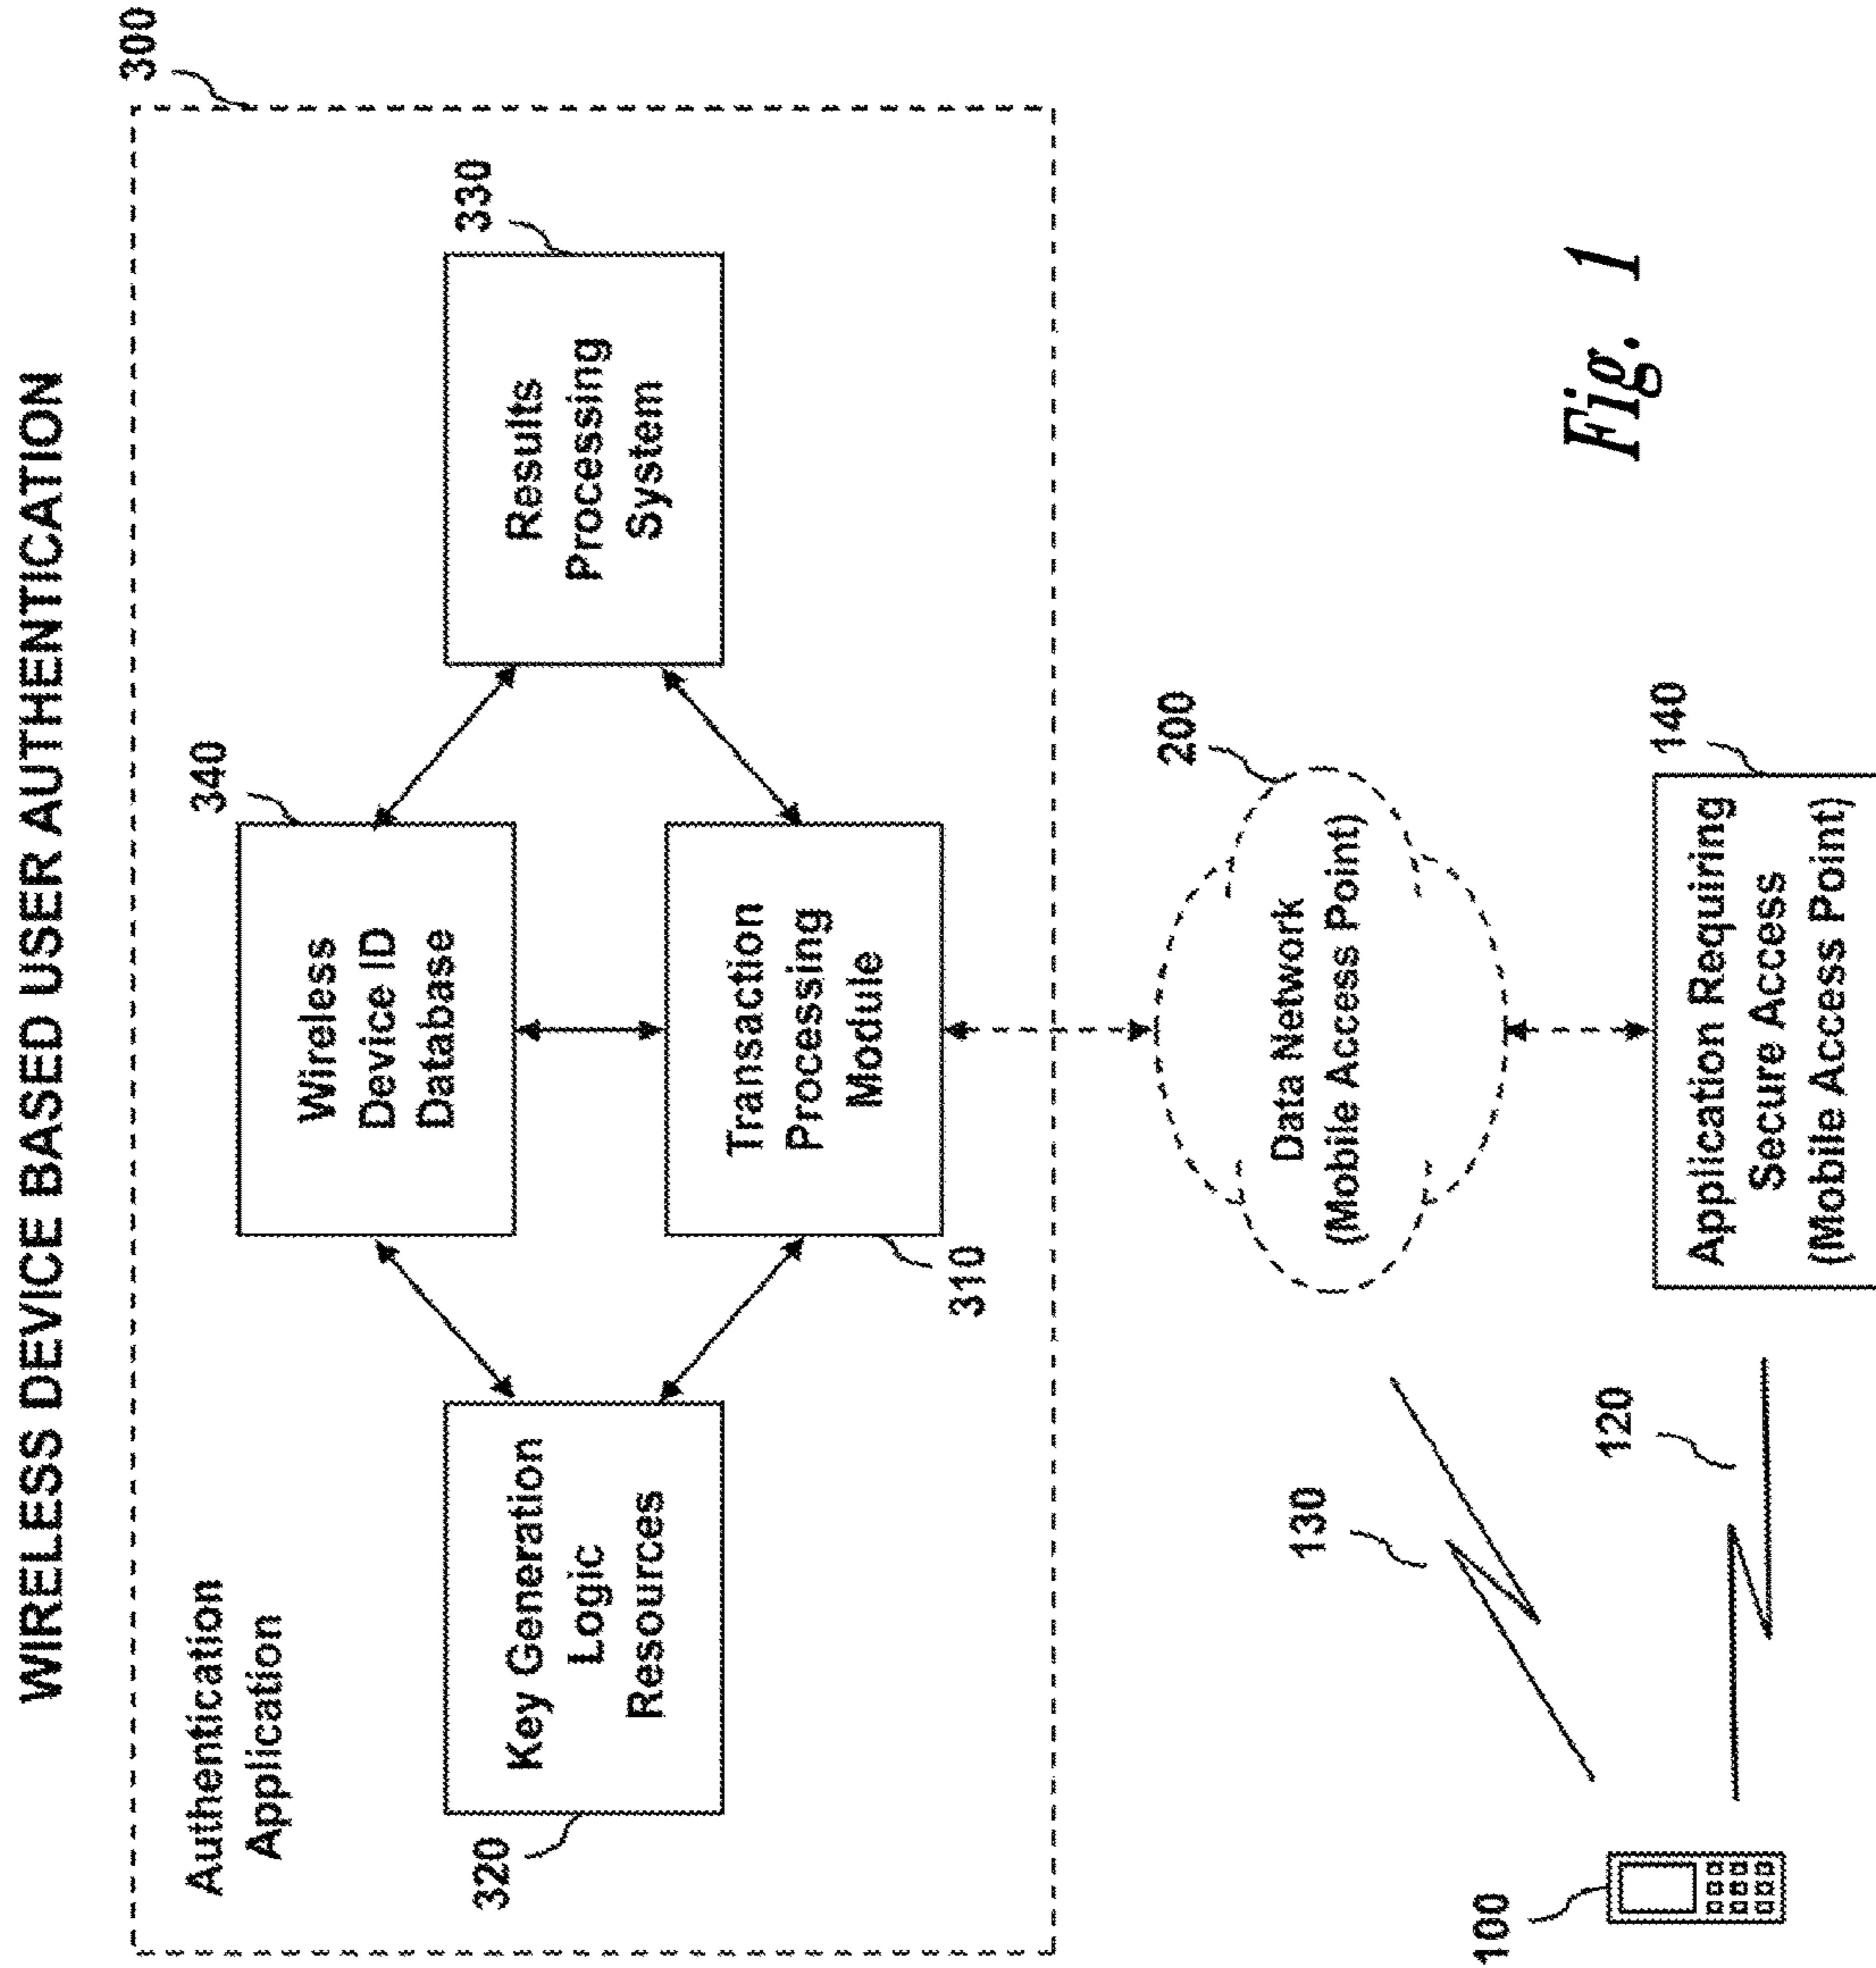 WIRELESS DEVICE BASED USER AUTHENTICATION
300
Authentication
Application
340
Wireless
Device ID
Database
320
Key Generation
Logic
Resources
330
Results
Processing
System
310
Transaction
Processing
Module
200
Data Network
(Mobile Access Point)
130
120
100
140
Application Requiring
Secure Access
(Mobile Access Point)
Fig. 1